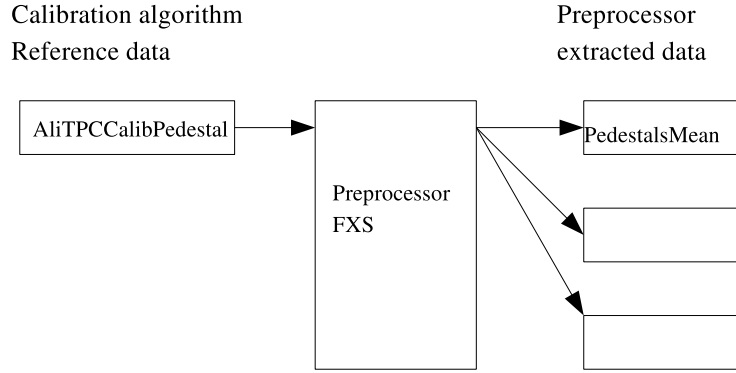 Calibration algorithm
Reference data
Preprocessor
extracted data
AliTPCCalibPedestal
Preprocessor
FXS
PedestalsMean